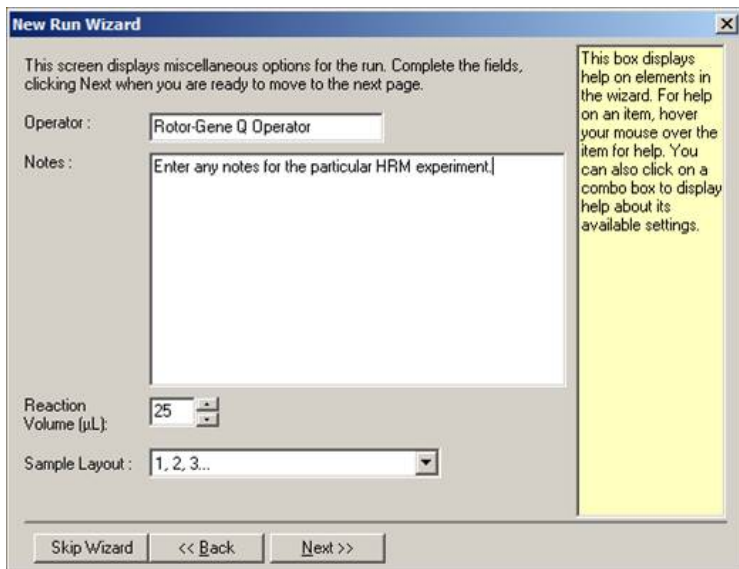 New Run Wizard
This screen displays miscellaneous options for the run. Complete the fields,
clicking Next when you are ready to move to the next page.
Operator :
Rotor-Gene Q Operator
Notes :
Enter any notes for the particular HRM experiment.
Reaction
Volume (μL):
25
Sample Layout :
1, 2, 3...
This box displays
help on elements in
the wizard. For help
on an item, hover
your mouse over the
item for help. You
can also click on a
combo box to display
help about its
available settings.
Skip Wizard
<< Back
Next >>